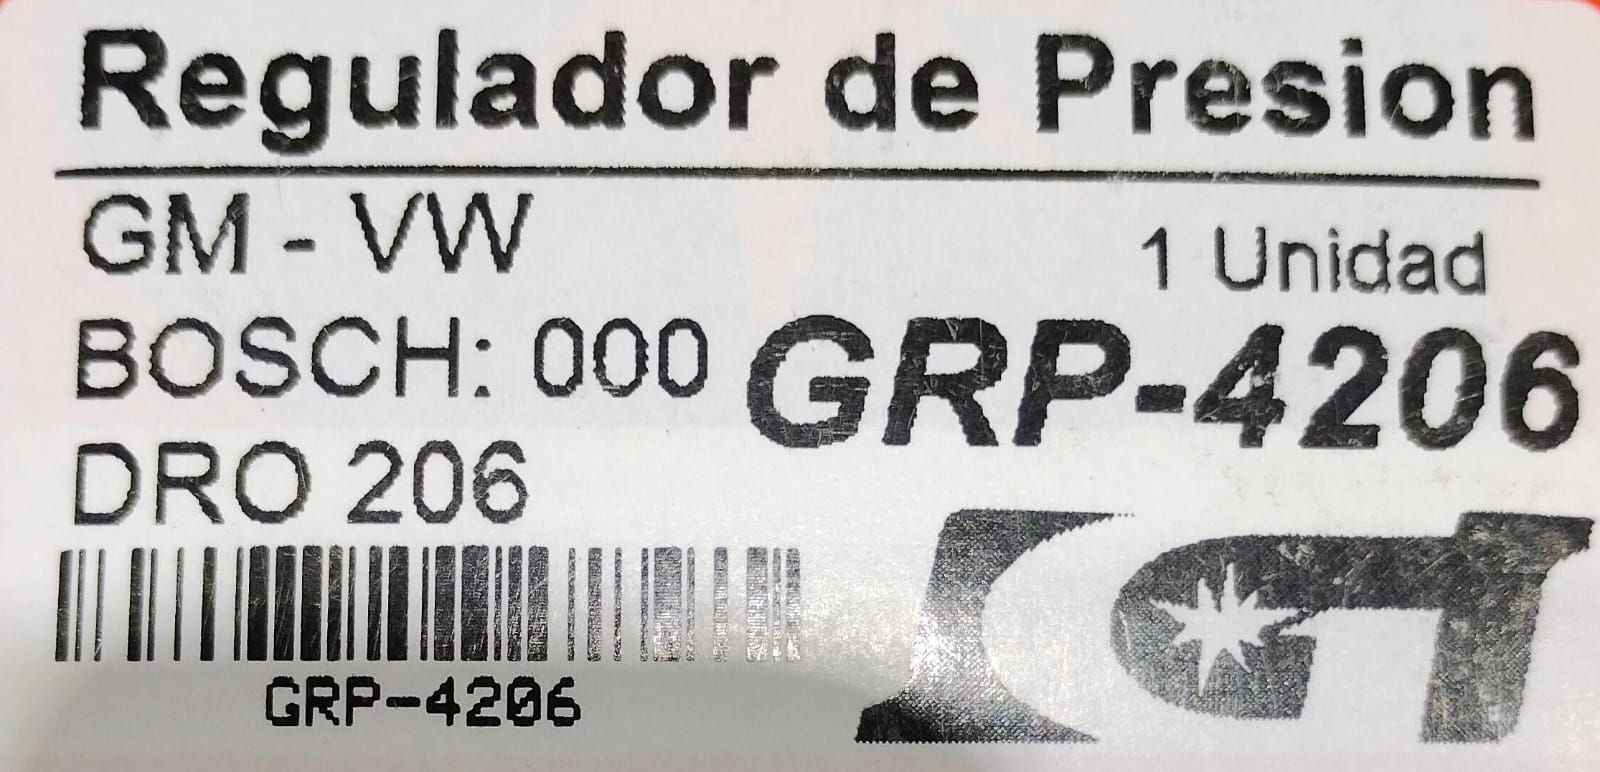 Regulador de Presion
GM - VW
1 Unidad
BOSCH: 000
GRP-4206
DRO 206
GRP-4206